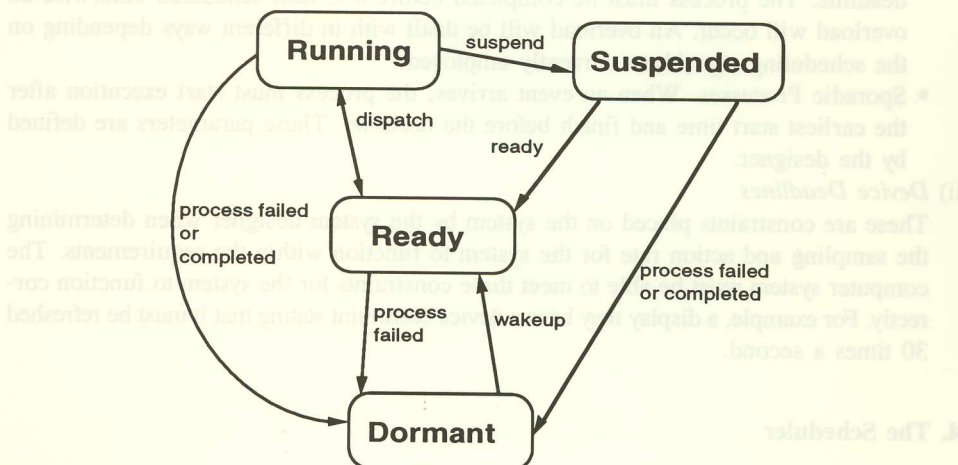 deadline. The process must be completed before
overload will occur. An overload will be dealt with in different ways depending on
the scheduling
Running
suspend
Suspended
• Sporadic Processes. When an event arrives, the process must start execution after
the earliest start time and finish before the These parameters are defined
by the designer.
dispatch
ready
Device Deadlines
These are constraints placed on the system by the system designer when determining
the sampling and action rate for the system to function within the requirements. The
computer system must be able to meet these constraints for the system to function cor-
rectly. For example, a display may have a device constraint stating that it must be refreshed
30 times a second.
process failed
or
completed
Ready
process failed
or completed
process
failed
wakeup
Dormant
4. The Scheduler